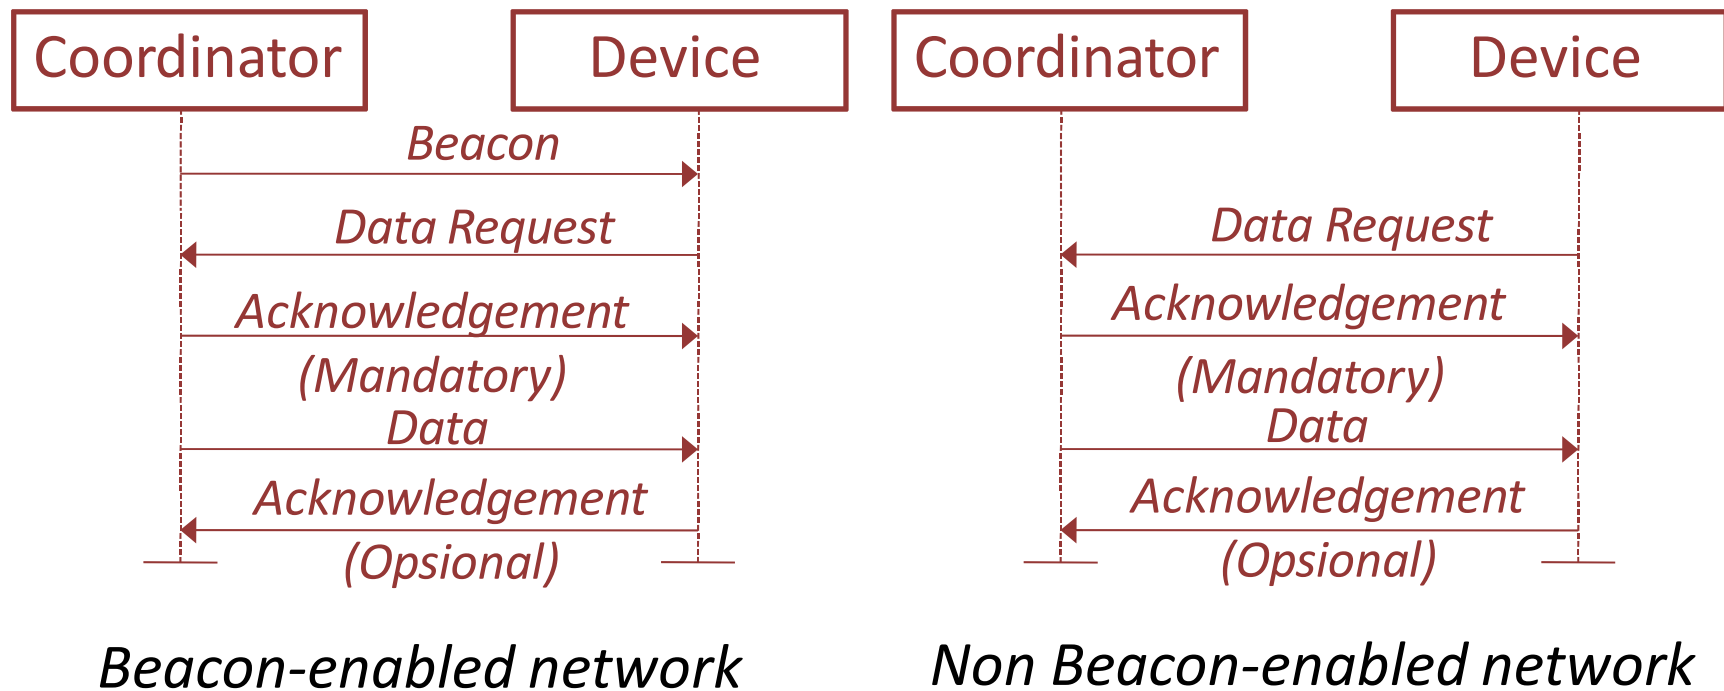 Coordinator
Device
Beacon
Data Request
Acknowledgement
(Mandatory)
Data
Acknowledgement
(Opsional)
Beacon-enabled network
Coordinator
Device
Data Request
Acknowledgement
(Mandatory)
Data
Acknowledgement
(Opsional)
Non Beacon-enabled network